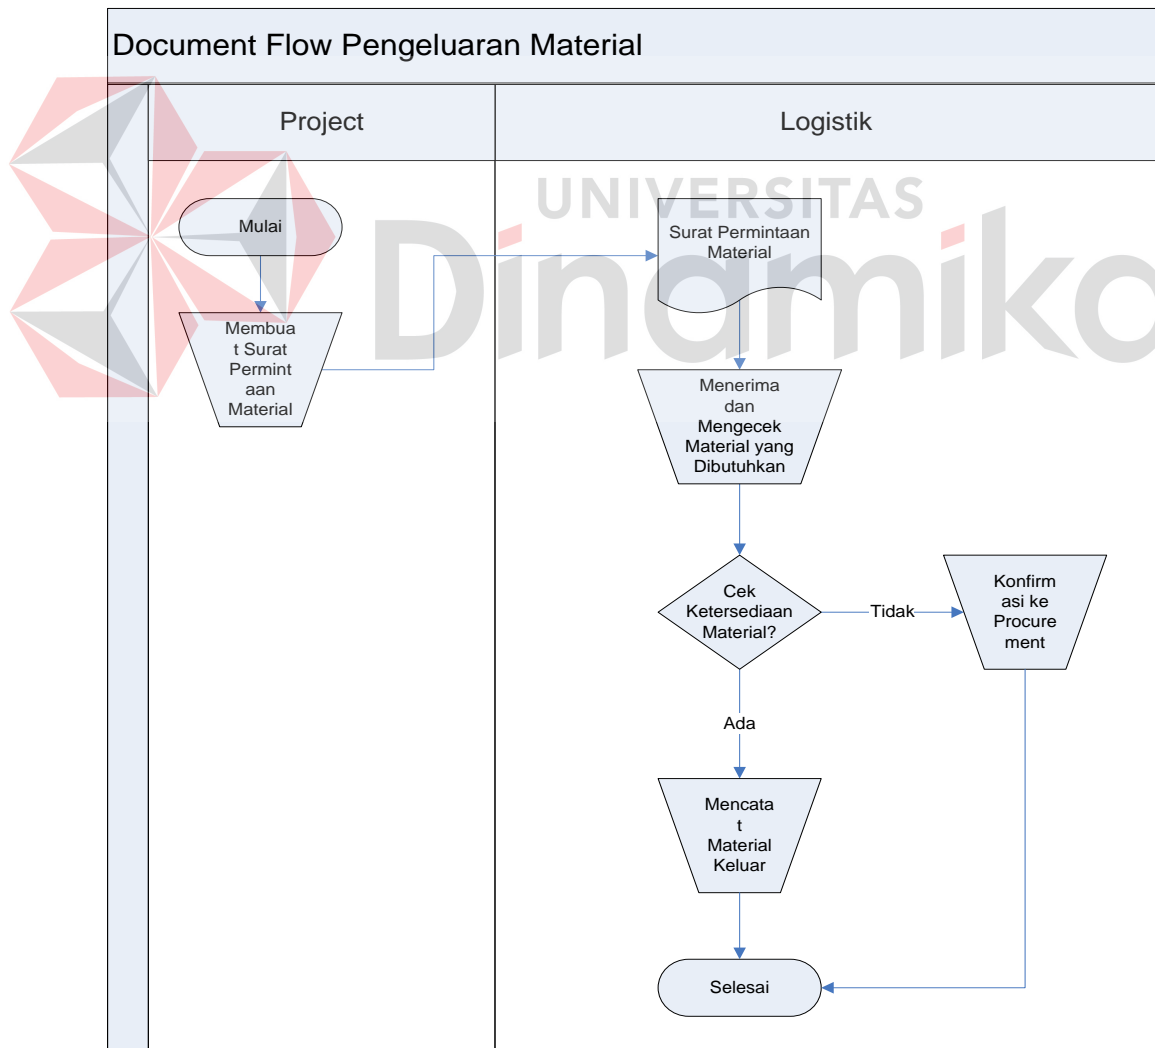 Document Flow Pengeluaran Material
Project
Logistik
UNIVERSITAS
Dinamika
Mulai
Surat Permintaan
Material
Membua
t Surat
Permint
aan
Material
Menerima
dan
Mengecek
Material yang
Dibutuhkan
Cek
Ketersediaan
Material?
Tidak
Konfirm
asi ke
Procure
ment
Ada
Mencata
t
Material
Keluar
Selesai